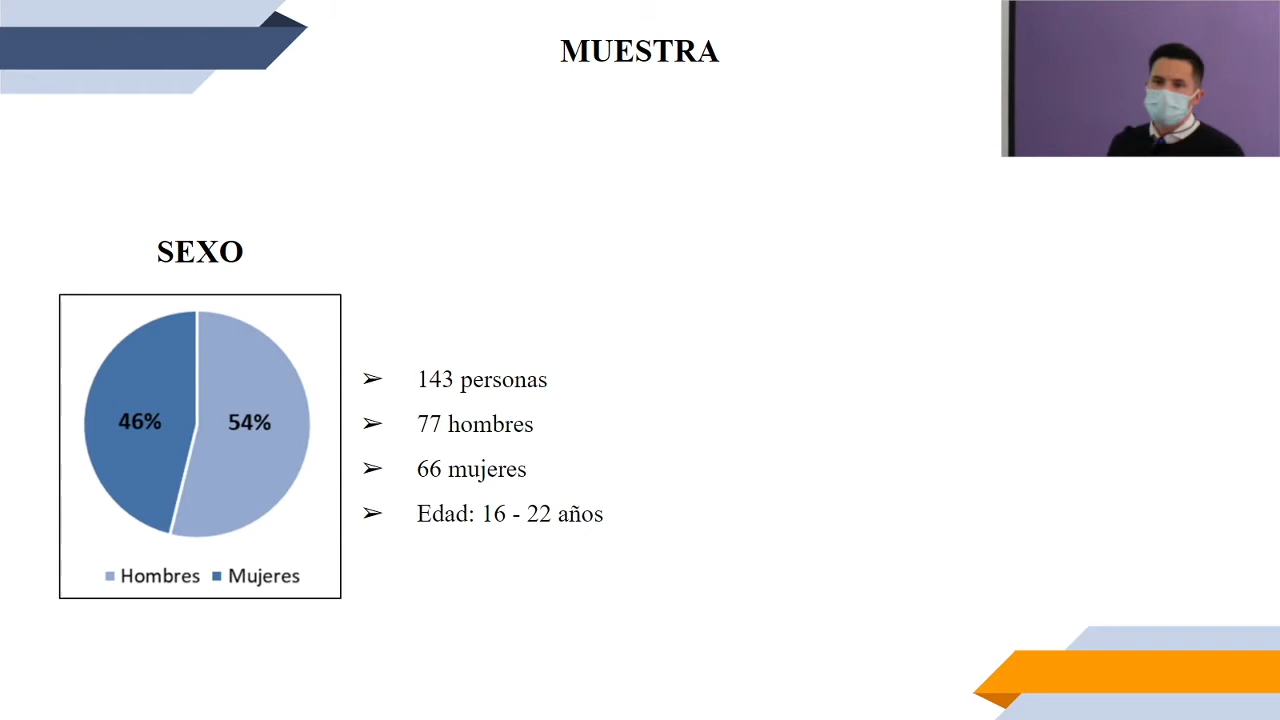 MUESTRA
SEXO
46%
54%
Hombres
Mujeres
143 personas
77 hombres
66 mujeres
Edad: 16 - 22 años